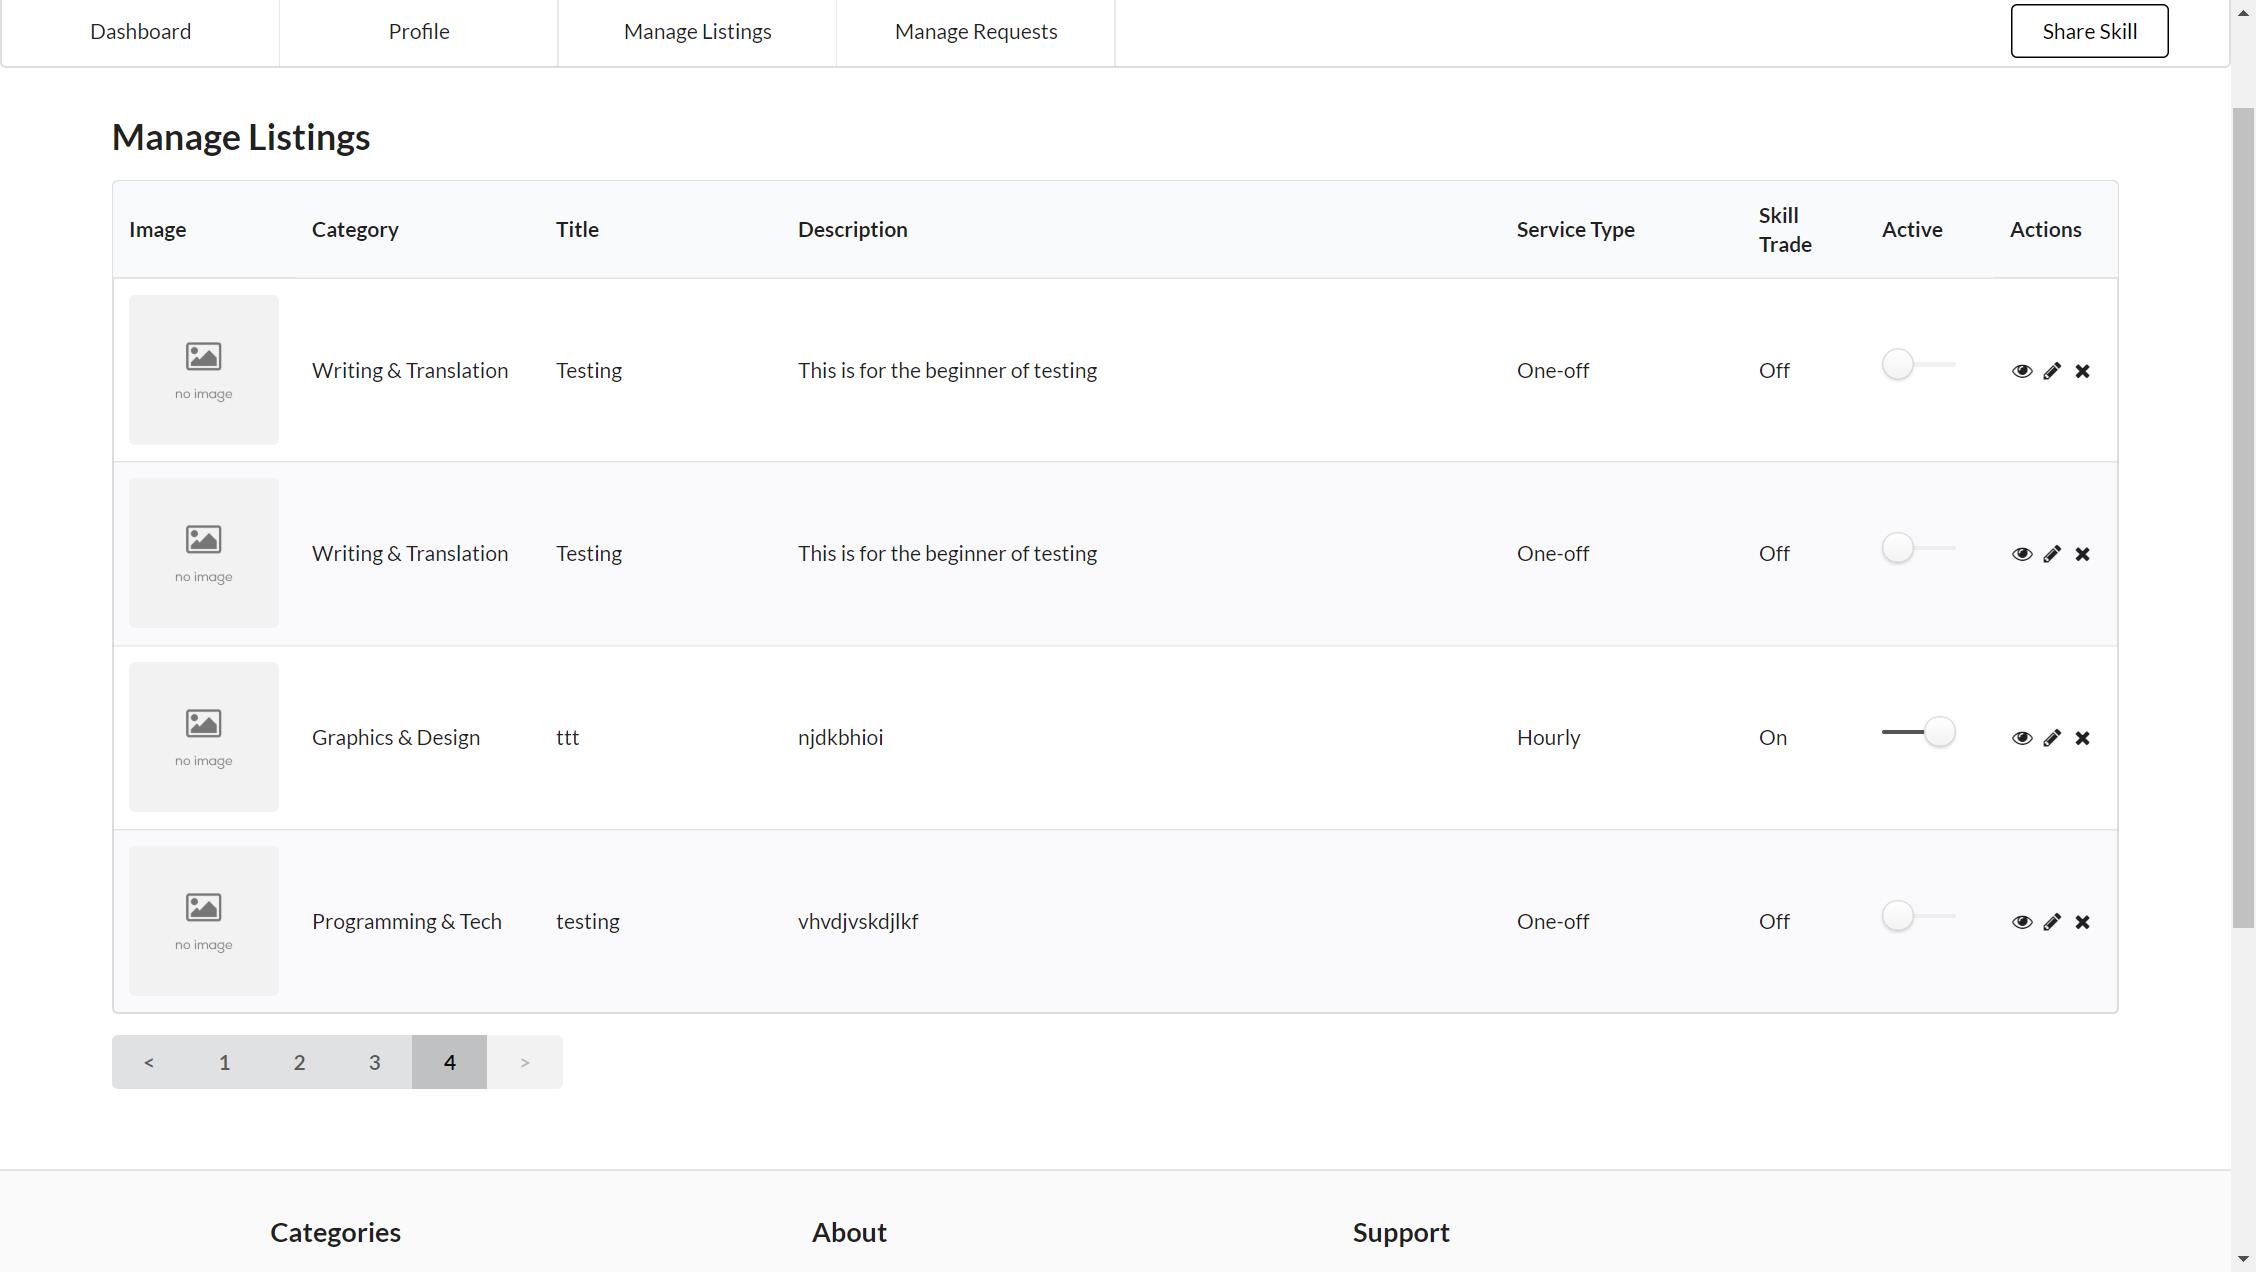 Dashboard Profile Manage Listings Manage Requests Share Skill
Manage Listings
Image Category Title Description Service Type Skill Trade Active Actions
no image Writing & Translation Testing This is for the beginner of testing One-off Off
no image Writing & Translation Testing This is for the beginner of testing One-off Off
no image Graphics & Design ttt njdkbhioi Hourly On
no image Programming & Tech testing vhvdjvskdjlkf One-off Off
< 1 2 3 4 >
Categories About Support